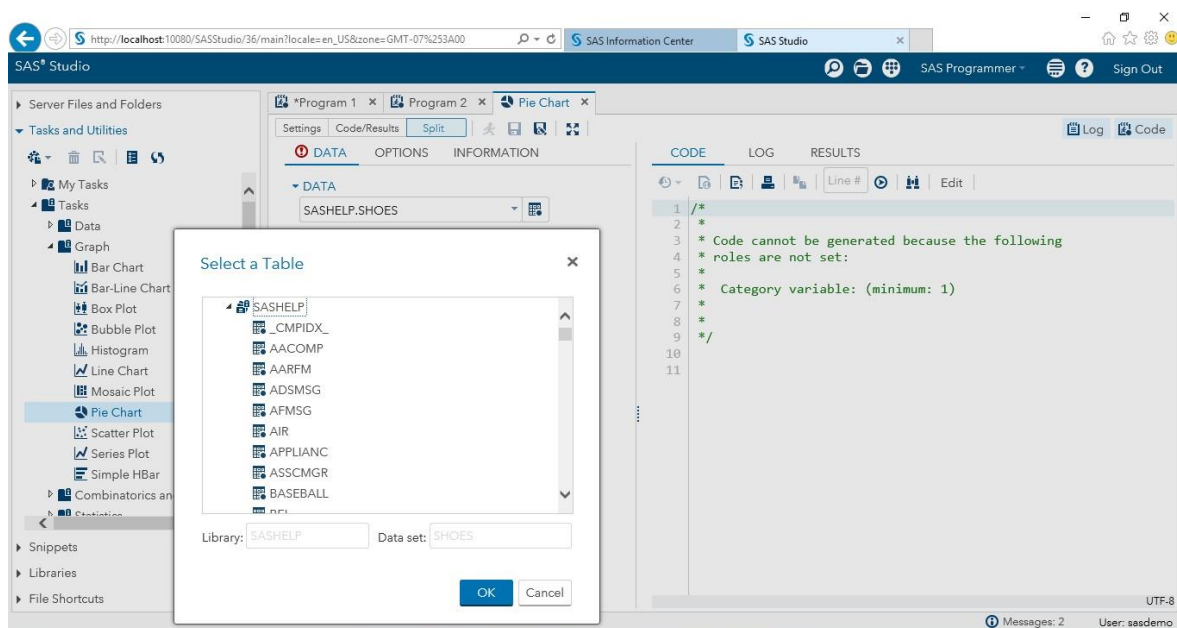 http://localhost:10080/SASStudio/36/main?locale=en_US&zone=GMT-07%253A00
SAS Information Center
SAS Studio
SAS® Studio
SAS Programmer
Sign Out
Server Files and Folders
Tasks and Utilities
My Tasks
Tasks
Data
Graph
Bar Chart
Bar-Line Chart
Box Plot
Bubble Plot
Histogram
Line Chart
Mosaic Plot
Pie Chart
Scatter Plot
Series Plot
Simple HBar
Combinatorics an
Statistics
Snippets
Libraries
File Shortcuts
*Program 1
Program 2
Pie Chart
Settings Code/Results Split
Log Code
DATA OPTIONS INFORMATION
DATA
SASHELP.SHOES
Select a Table
SASHELP
_CMPIDX_
AACOMP
AARFM
ADSMSG
AFMSG
AIR
APPLIANC
ASSCMGR
BASEBALL
Library: SASHELP Data set: SHOES
OK Cancel
CODE LOG RESULTS
Line # Edit
1 /*
2 *
3 * Code cannot be generated because the following
4 * roles are not set:
5 *
6 * Category variable: (minimum: 1)
7 *
8 *
9 */
10
11
UTF-8
Messages: 2 User: sasdemo